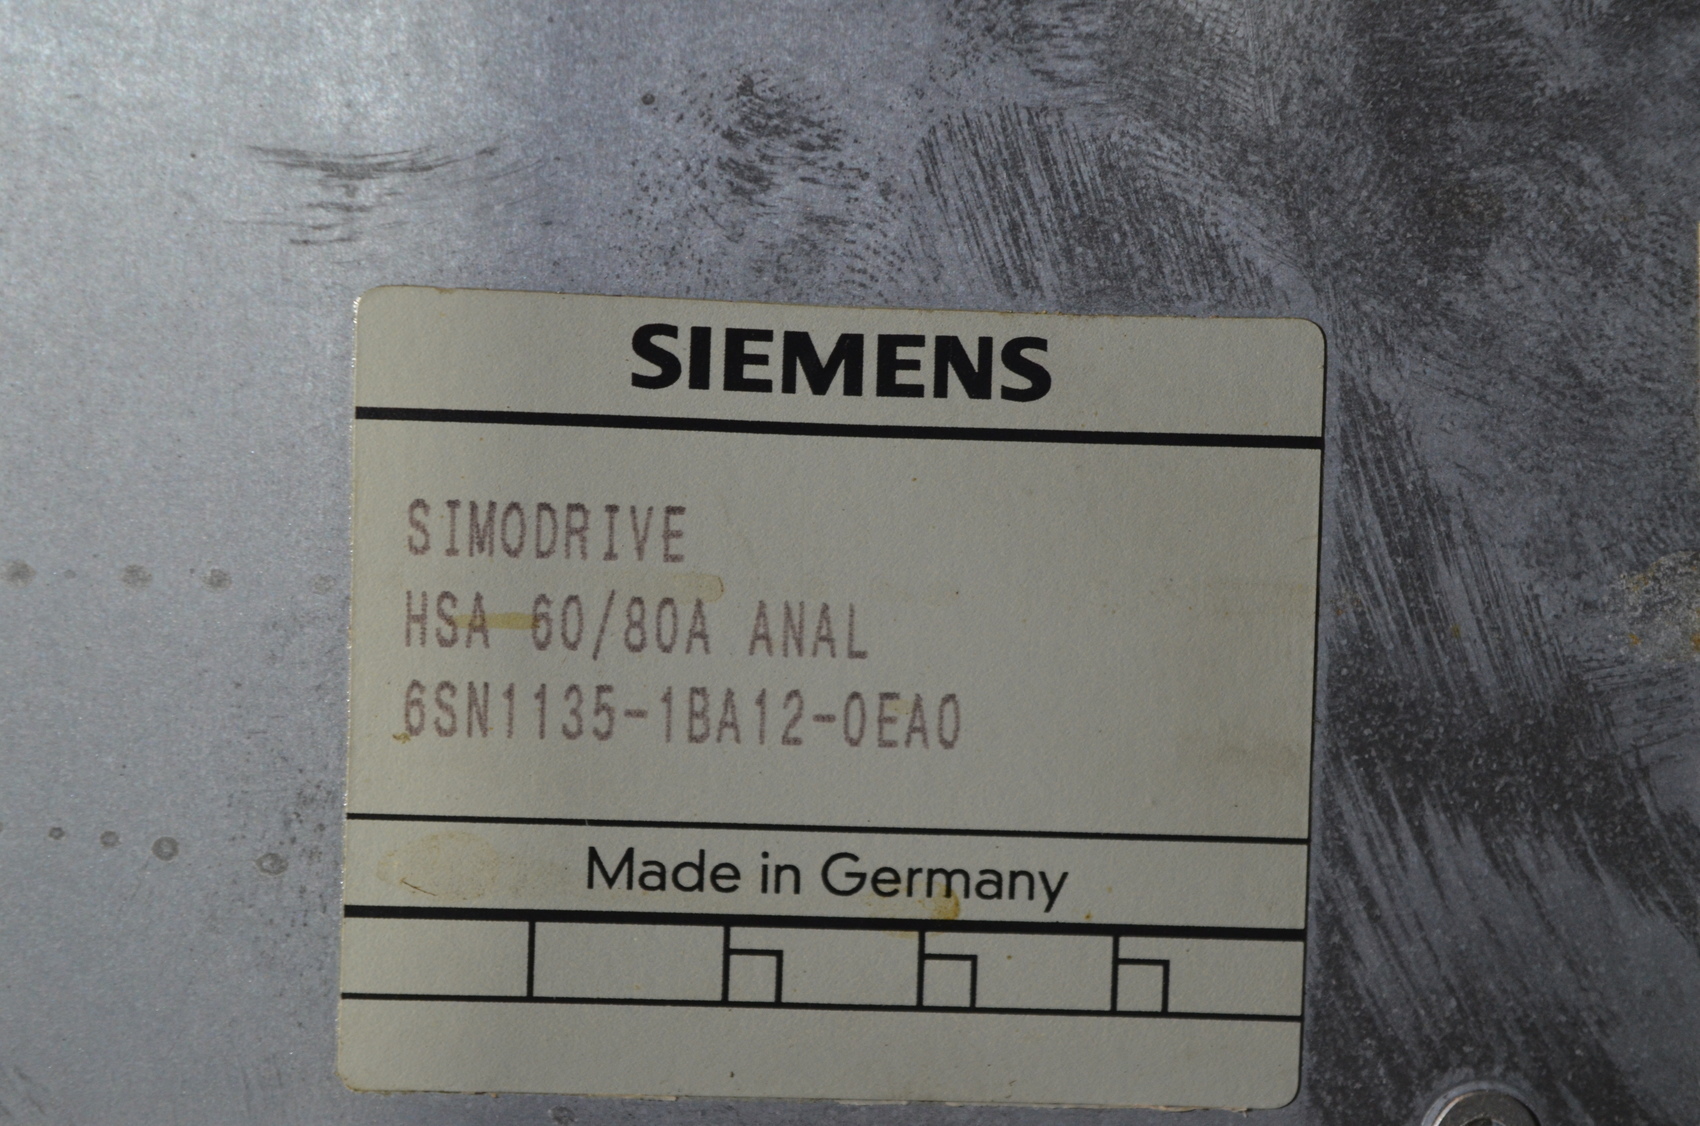 SIEMENS
SIMODRIVE
HSA 60/80A ANAL
6SN1135-1BA12-0EA0
Made in Germany